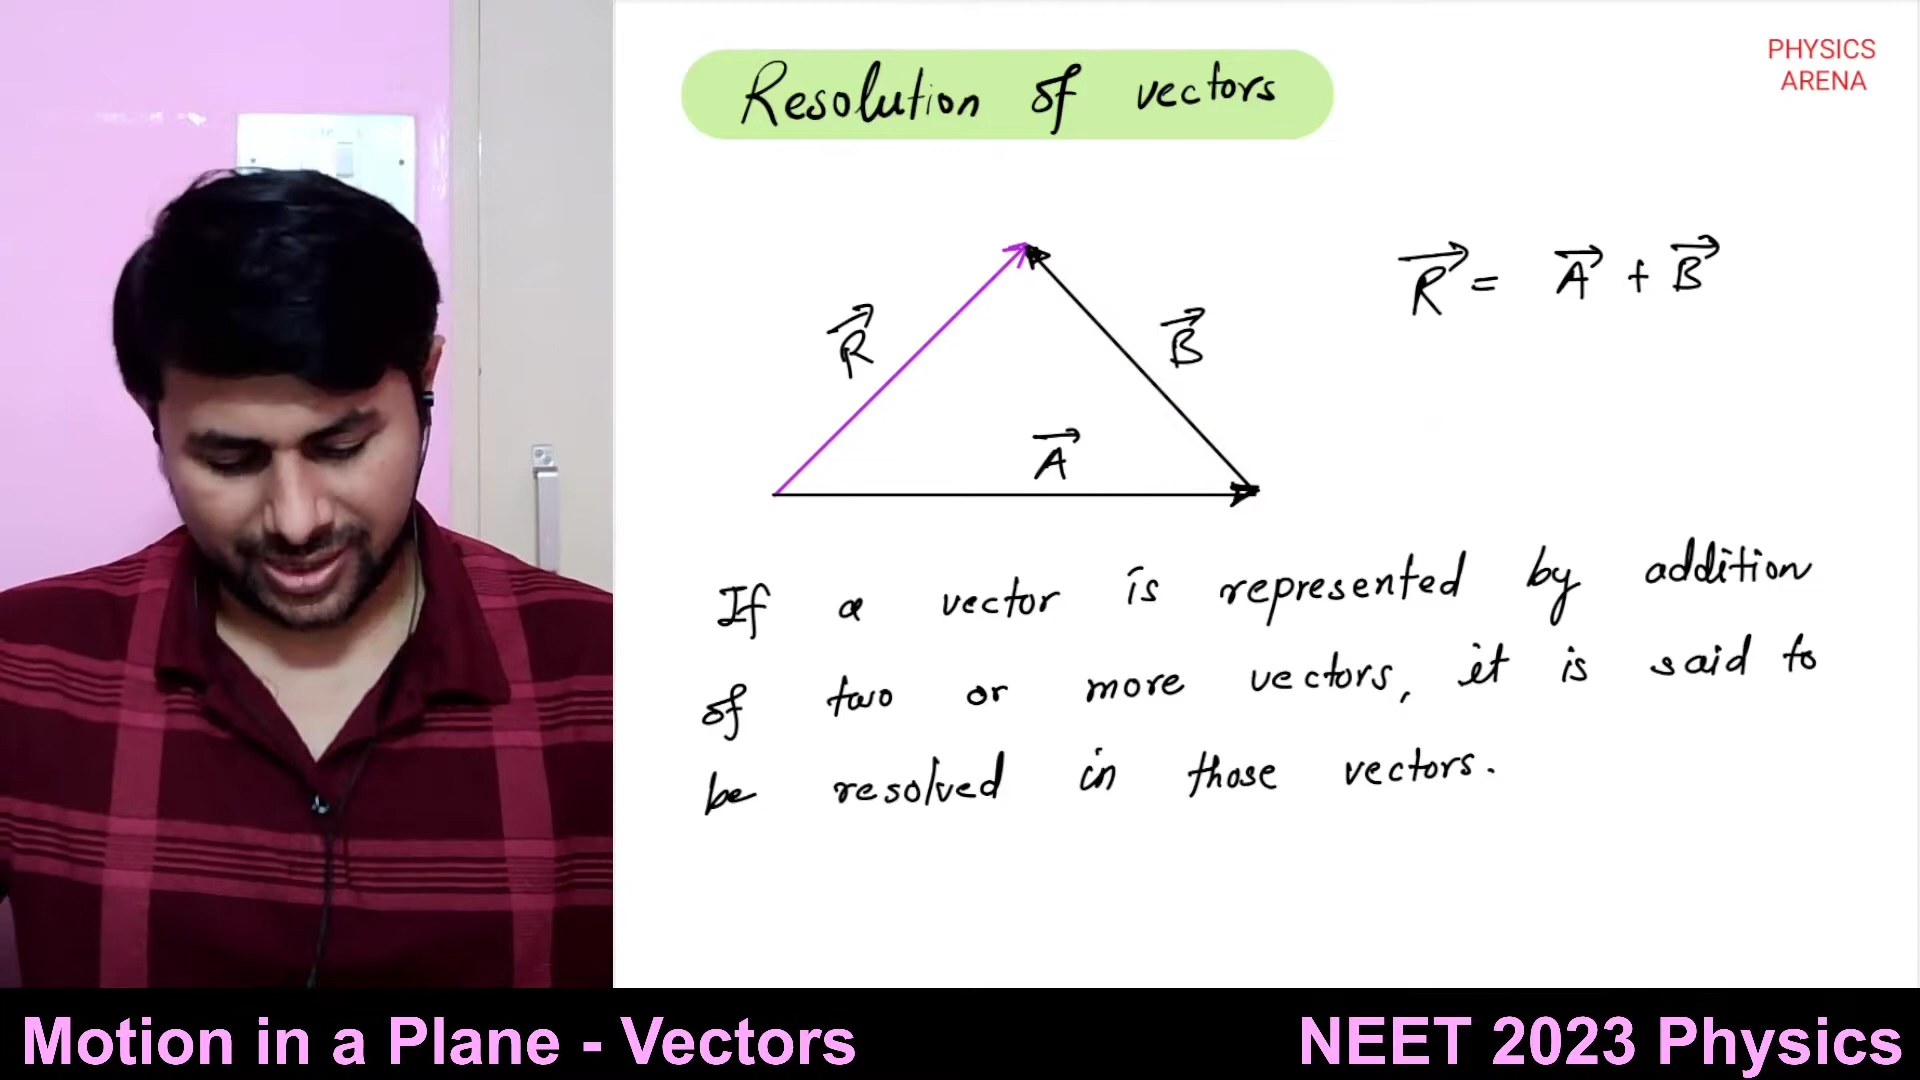 Resolution of vectors
PHYSICS
ARENA
R = A + B
R
B
A
If a vector is represented by addition
of two or more vectors, it is said to
be resolved in those vectors.
Motion in a Plane - Vectors
NEET 2023 Physics